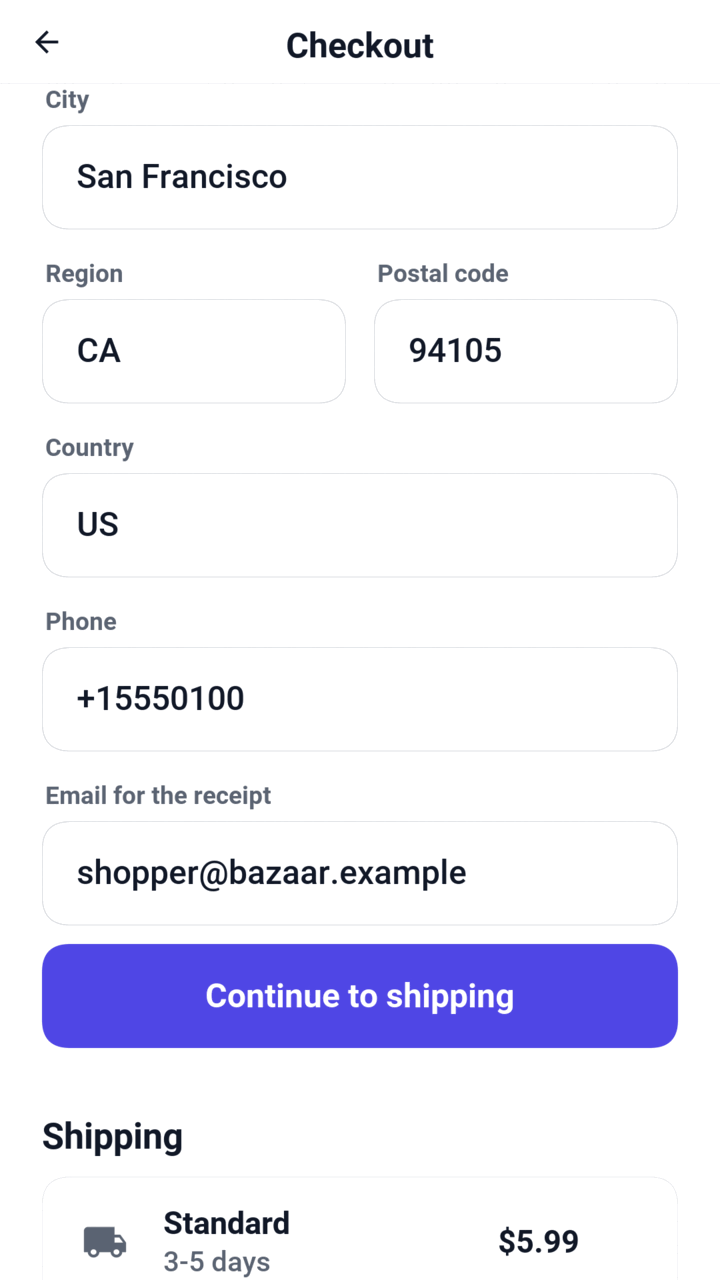 Checkout
City
San Francisco
Region
Postal code
CA
94105
Country
US
Phone
+15550100
Email for the receipt
shopper@bazaar.example
Continue to shipping
Shipping
Standard
$5.99
3-5 days